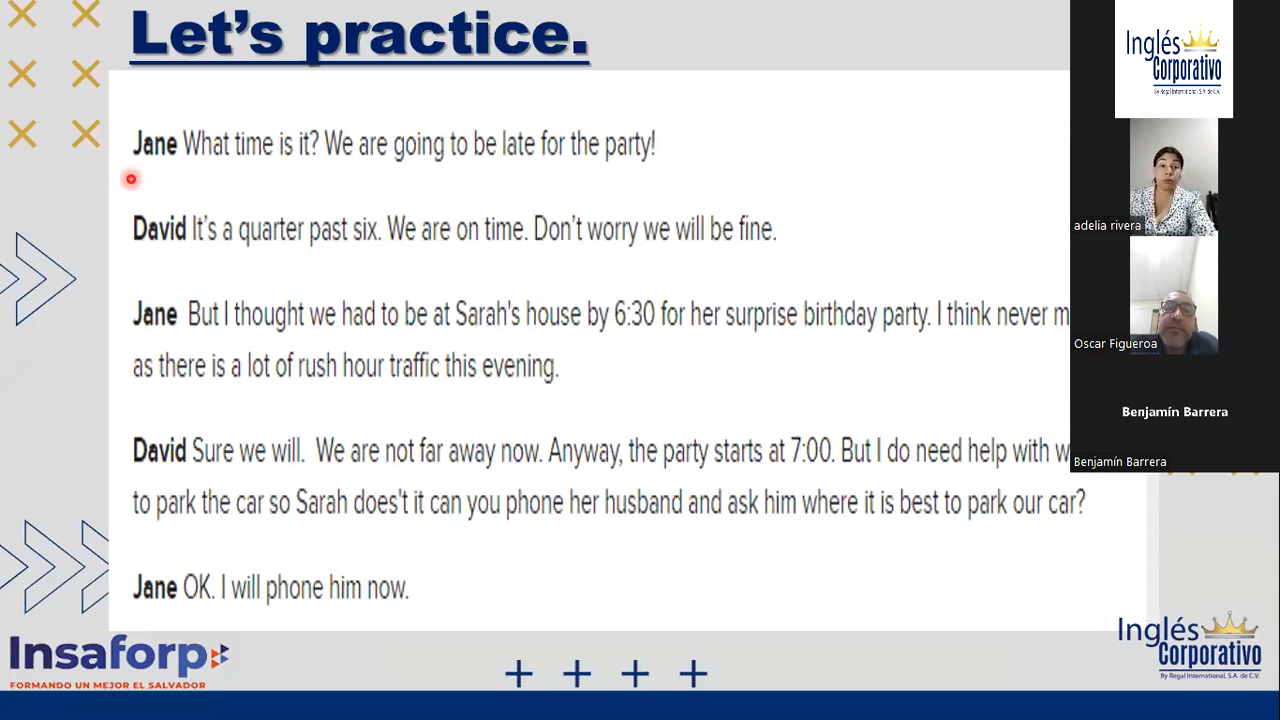 Let's practice.
Jane What time is it? We are going to be late for the party!
David It's a quarter past six. We are on time. Don't worry we will be fine.
Jane But I thought we had to be at Sarah's house by 6:30 for her surprise birthday party. I think never
as there is a lot of rush hour traffic this evening.
David Sure we will. We are not far away now. Anyway, the party starts at 7:00. But I do need help with
to park the car so Sarah does't it can you phone her husband and ask him where it is best to park our car?
Jane OK. I will phone him now.
Insaforp
FORMANDO UN MEJOR EL SALVADOR
Inglés
Corporativo
By Regal International, S.A. de C.V.
adelia rivera
Oscar Figueroa
Benjamín Barrera
Benjamín Barrera
Inglés
Corporativo
By Regal International, S.A. de C.V.